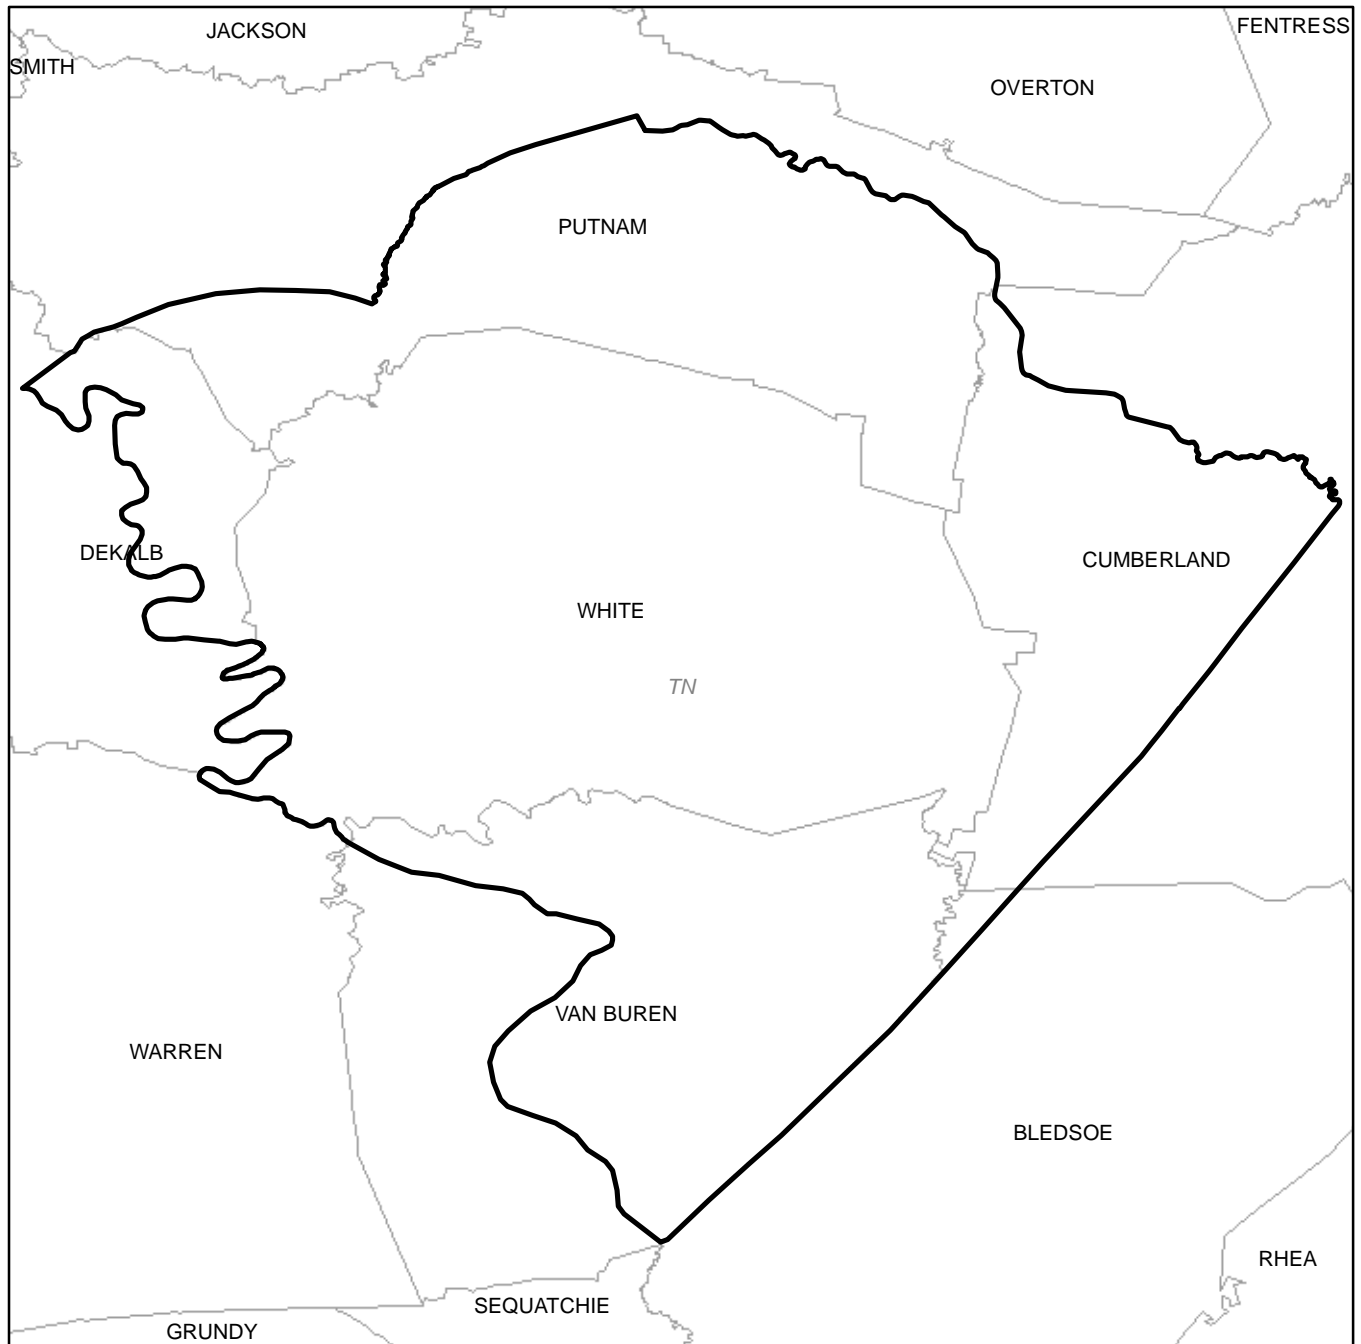 JACKSON
FENTRESS
SMITH
OVERTON
PUTNAM
DEKALB
CUMBERLAND
WHITE
TN
VAN BUREN
WARREN
BLEDSOE
RHEA
SEQUATCHIE
GRUNDY